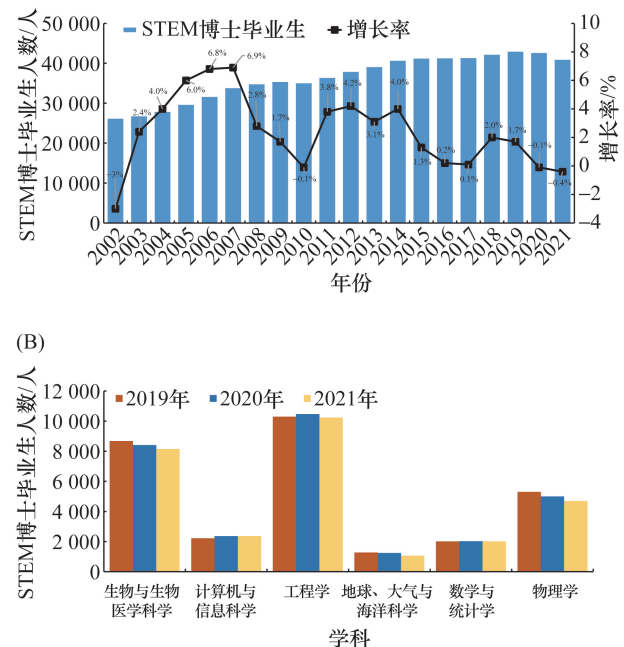 STEM博士毕业生人数/人
50 000
40 000
30 000
20 000
10 000
0
STEM博士毕业生
增长率
−3%
2.4%
4.0%
6.0%
6.8%
6.9%
2.8%
1.7%
−0.1%
3.8%
4.2%
3.1%
4.0%
1.3%
0.2%
0.1%
2.0%
1.7%
−0.1%
−0.4%
10
8
6
4
2
0
−2
−4
增长率/%
2002
2003
2004
2005
2006
2007
2008
2009
2010
2011
2012
2013
2014
2015
2016
2017
2018
2019
2020
2021
年份
(B)
STEM博士毕业生人数/人
12 000
10 000
8 000
6 000
4 000
2 000
0
2019年
2020年
2021年
生物与生物
医学科学
计算机与
信息科学
工程学
地球、大气与
海洋科学
数学与
统计学
物理学
学科